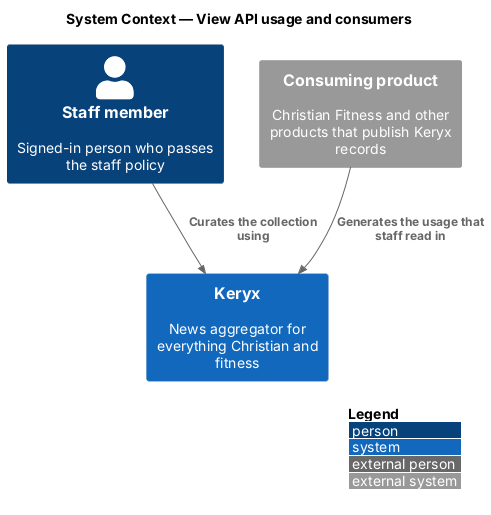 System Context — View API usage and consumers
Staff member
Signed-in person who passes
the staff policy
Consuming product
Christian Fitness and other
products that publish Keryx
records
Curates the collection
using
Generates the usage that
staff read in
Keryx
News aggregator for
everything Christian and
fitness
Legend
person
system
external person
external system